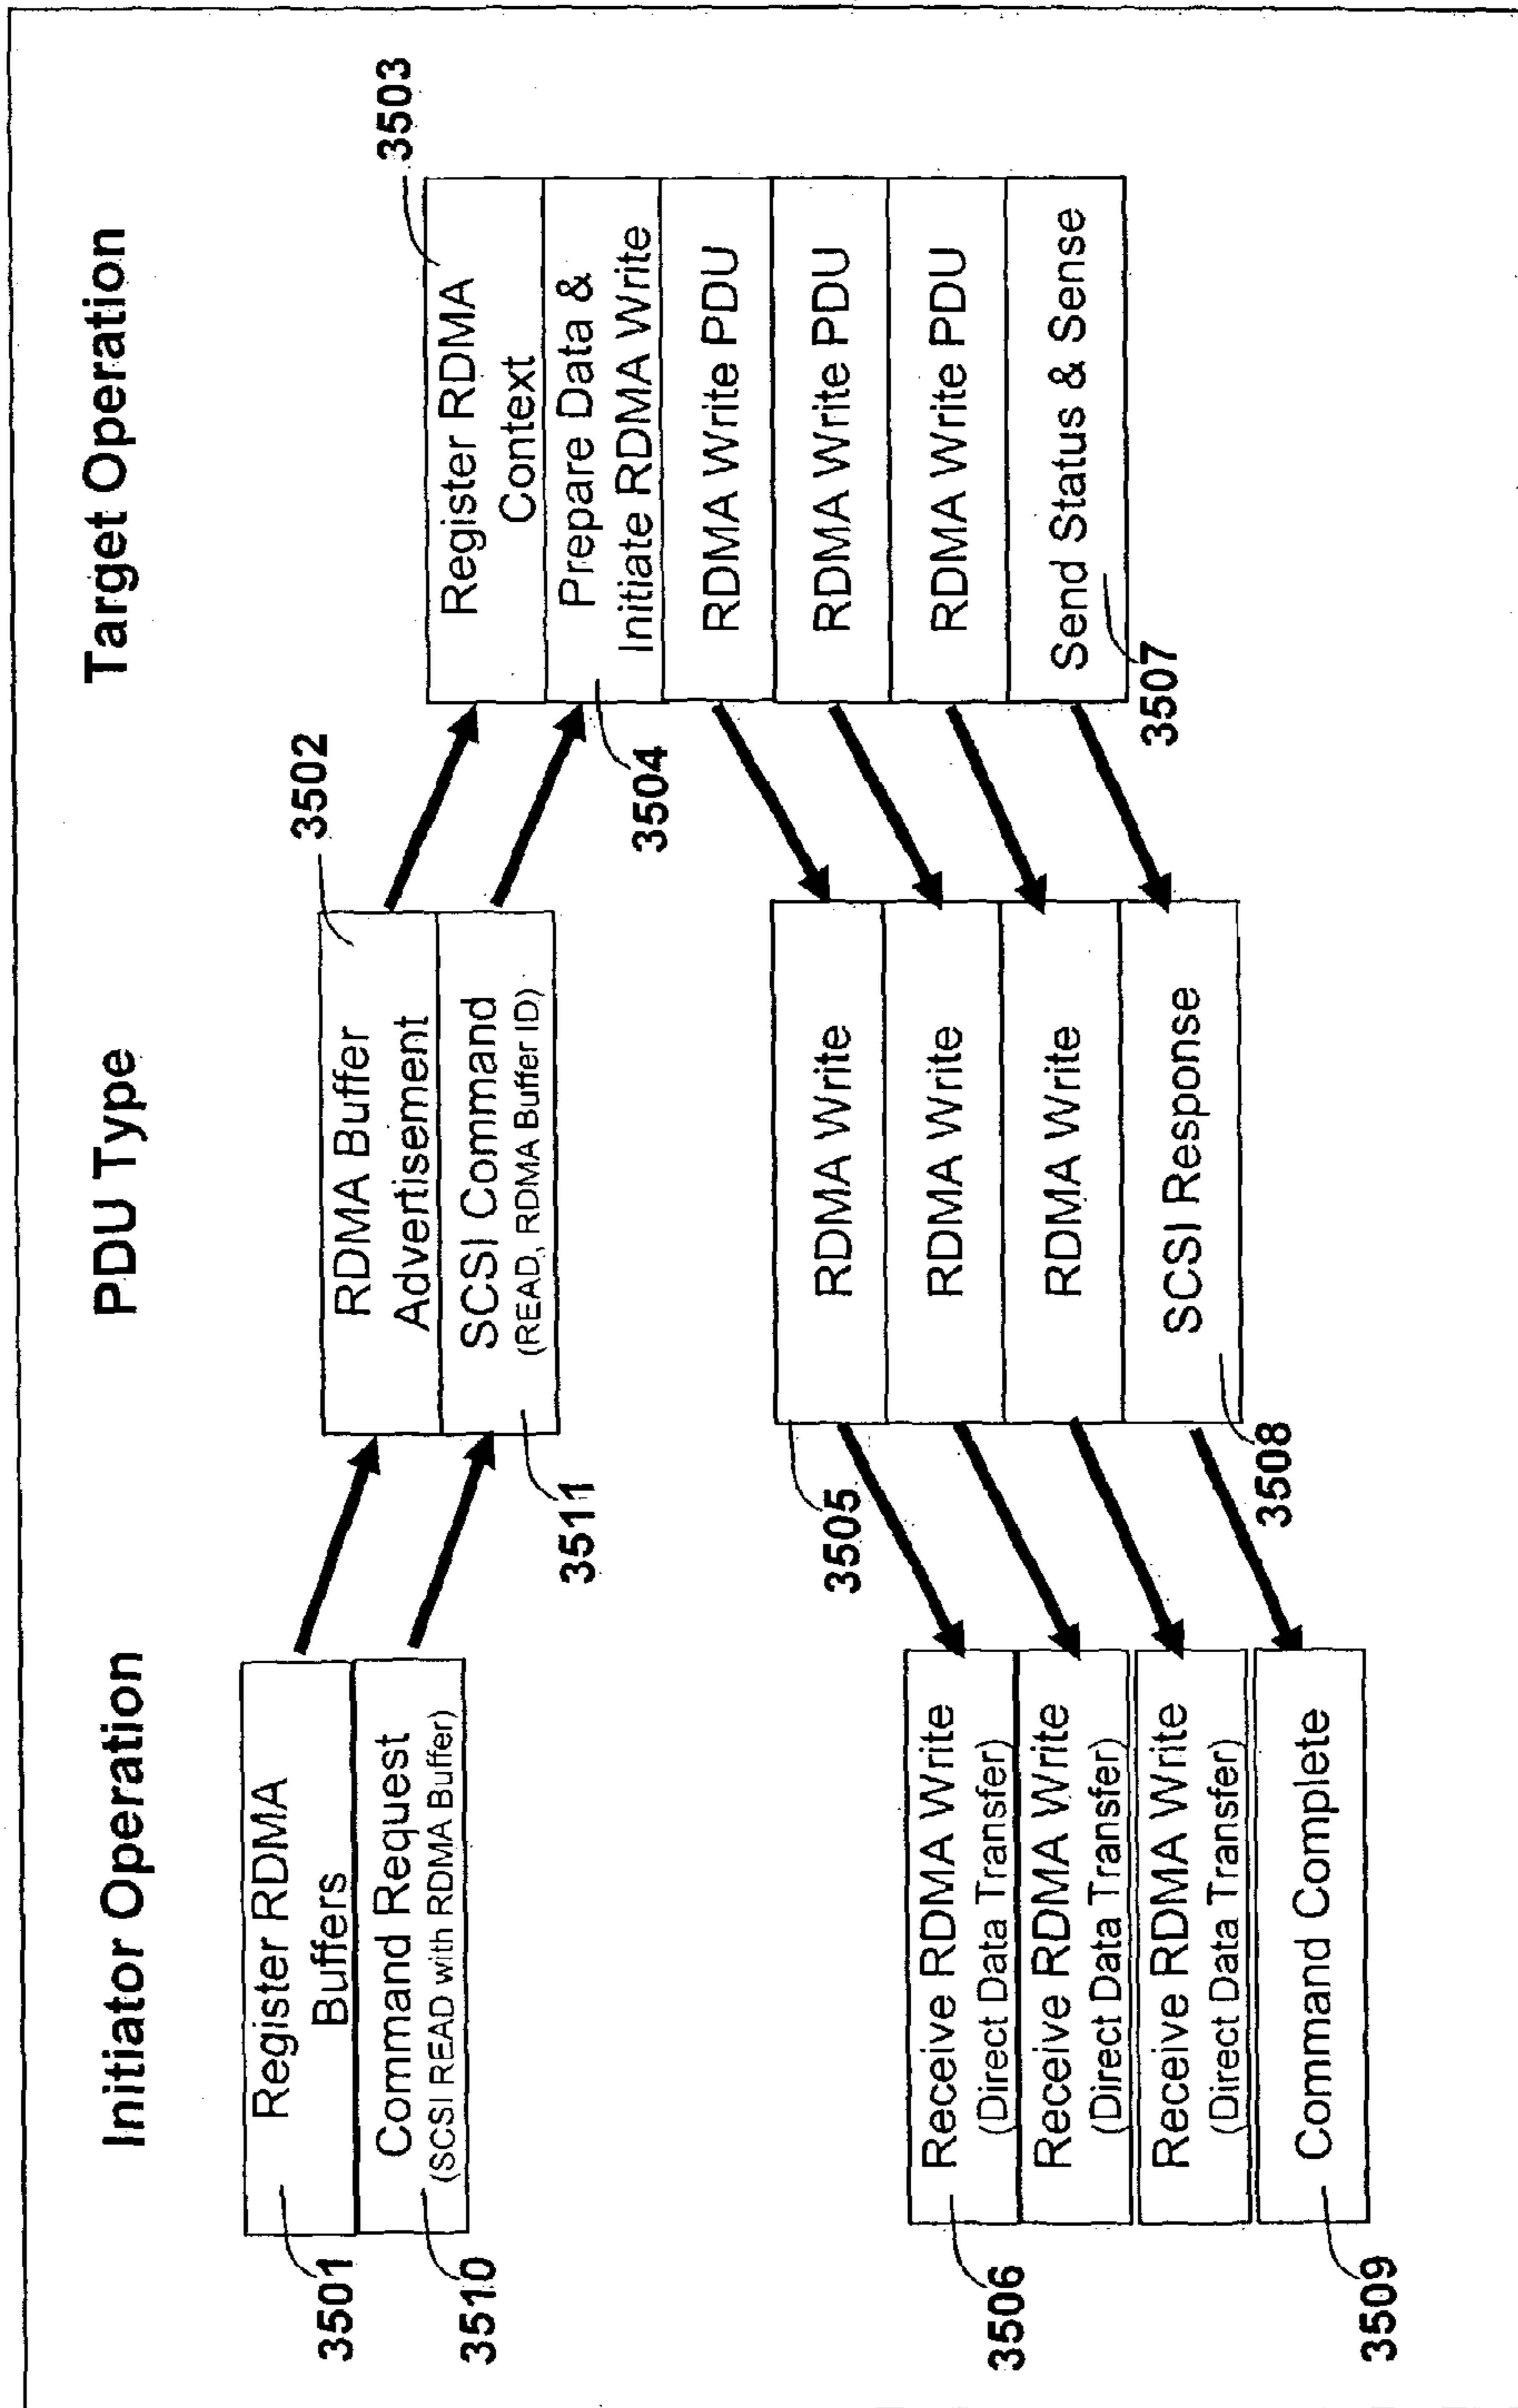 Initiator Operation
PDU Type
Target Operation
Register RDMA
Buffers
3501
Command Request
(SCSI READ with RDMA Buffer)
3510
RDMA Buffer
Advertisement
3502
SCSI Command
(READ, RDMA Buffer ID)
3511
Register RDMA
Context
3503
Prepare Data &
Initiate RDMA Write
3504
RDMA Write PDU
RDMA Write PDU
RDMA Write PDU
Send Status & Sense
3507
RDMA Write
3505
RDMA Write
RDMA Write
SCSI Response
3508
Receive RDMA Write
(Direct Data Transfer)
3506
Receive RDMA Write
(Direct Data Transfer)
Receive RDMA Write
(Direct Data Transfer)
Command Complete
3509